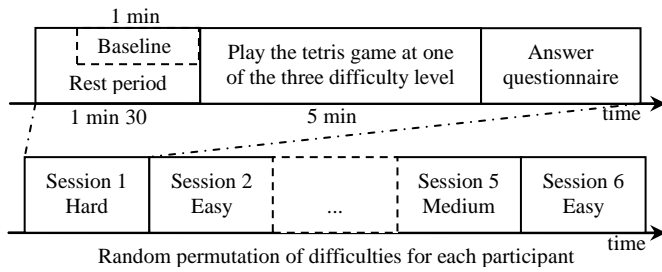 1 min
Baseline
Rest period
Play the tetris game at one
of the three difficulty level
Answer
questionnaire
time
1 min 30
5 min
Session 1
Hard
Session 2
Easy
...
Session 5
Medium
Session 6
Easy
time
Random permutation of difficulties for each participant